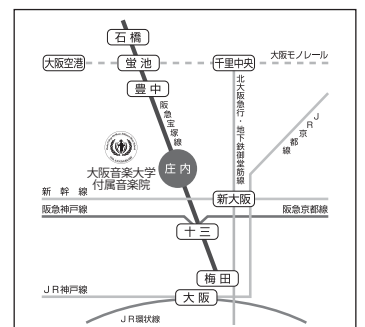 石橋
大阪モノレール
大阪空港
蛍池
千里中央
豊中
阪急宝塚線
北大阪急行・地下鉄御堂筋線
JR京都線
大阪音楽大学
付属音楽院
庄内
新幹線
新大阪
阪急神戸線
阪急京都線
十三
梅田
JR神戸線
大阪
JR環状線